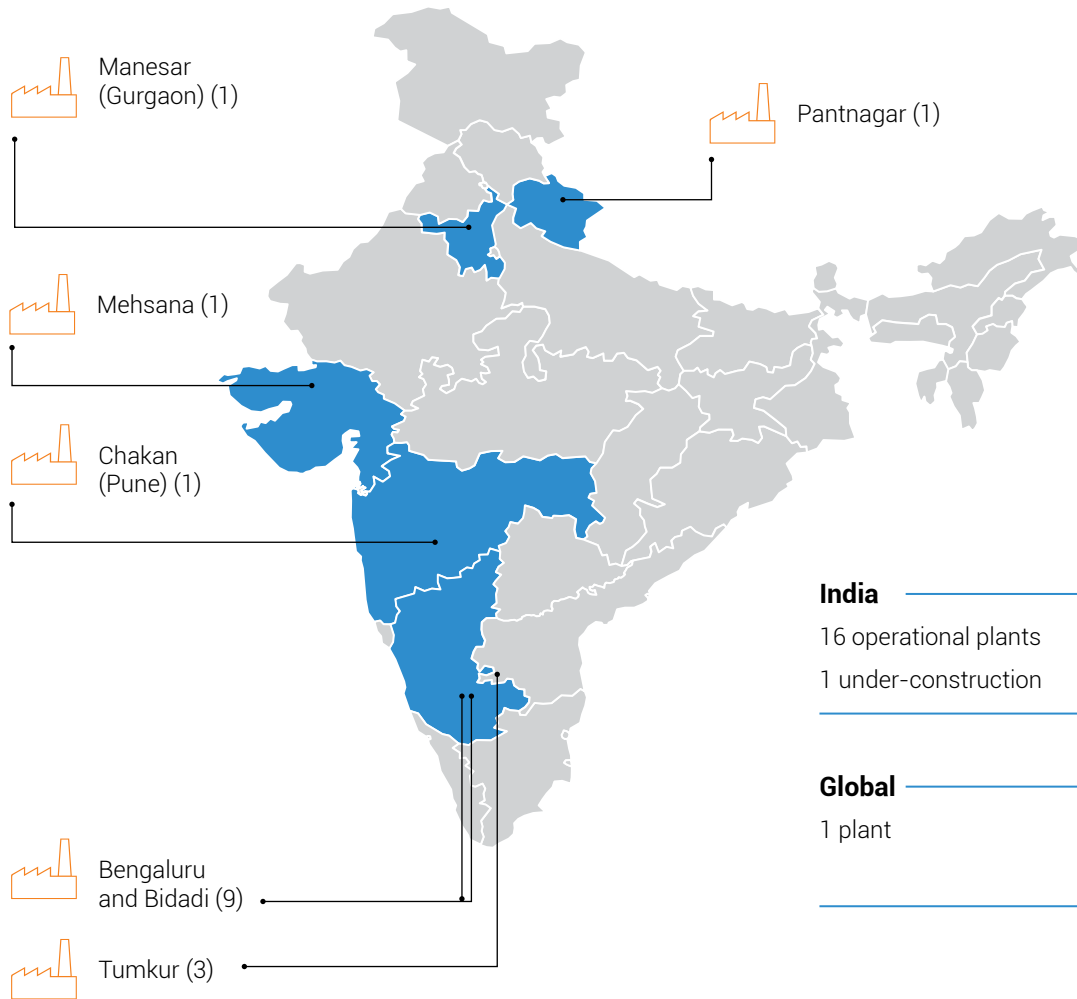 Manesar
(Gurgaon) (1)
Pantnagar (1)
Mehsana (1)
Chakan
(Pune) (1)
India
16 operational plants
1 under-construction
Global
1 plant
Bengaluru
and Bidadi (9)
Tumkur (3)